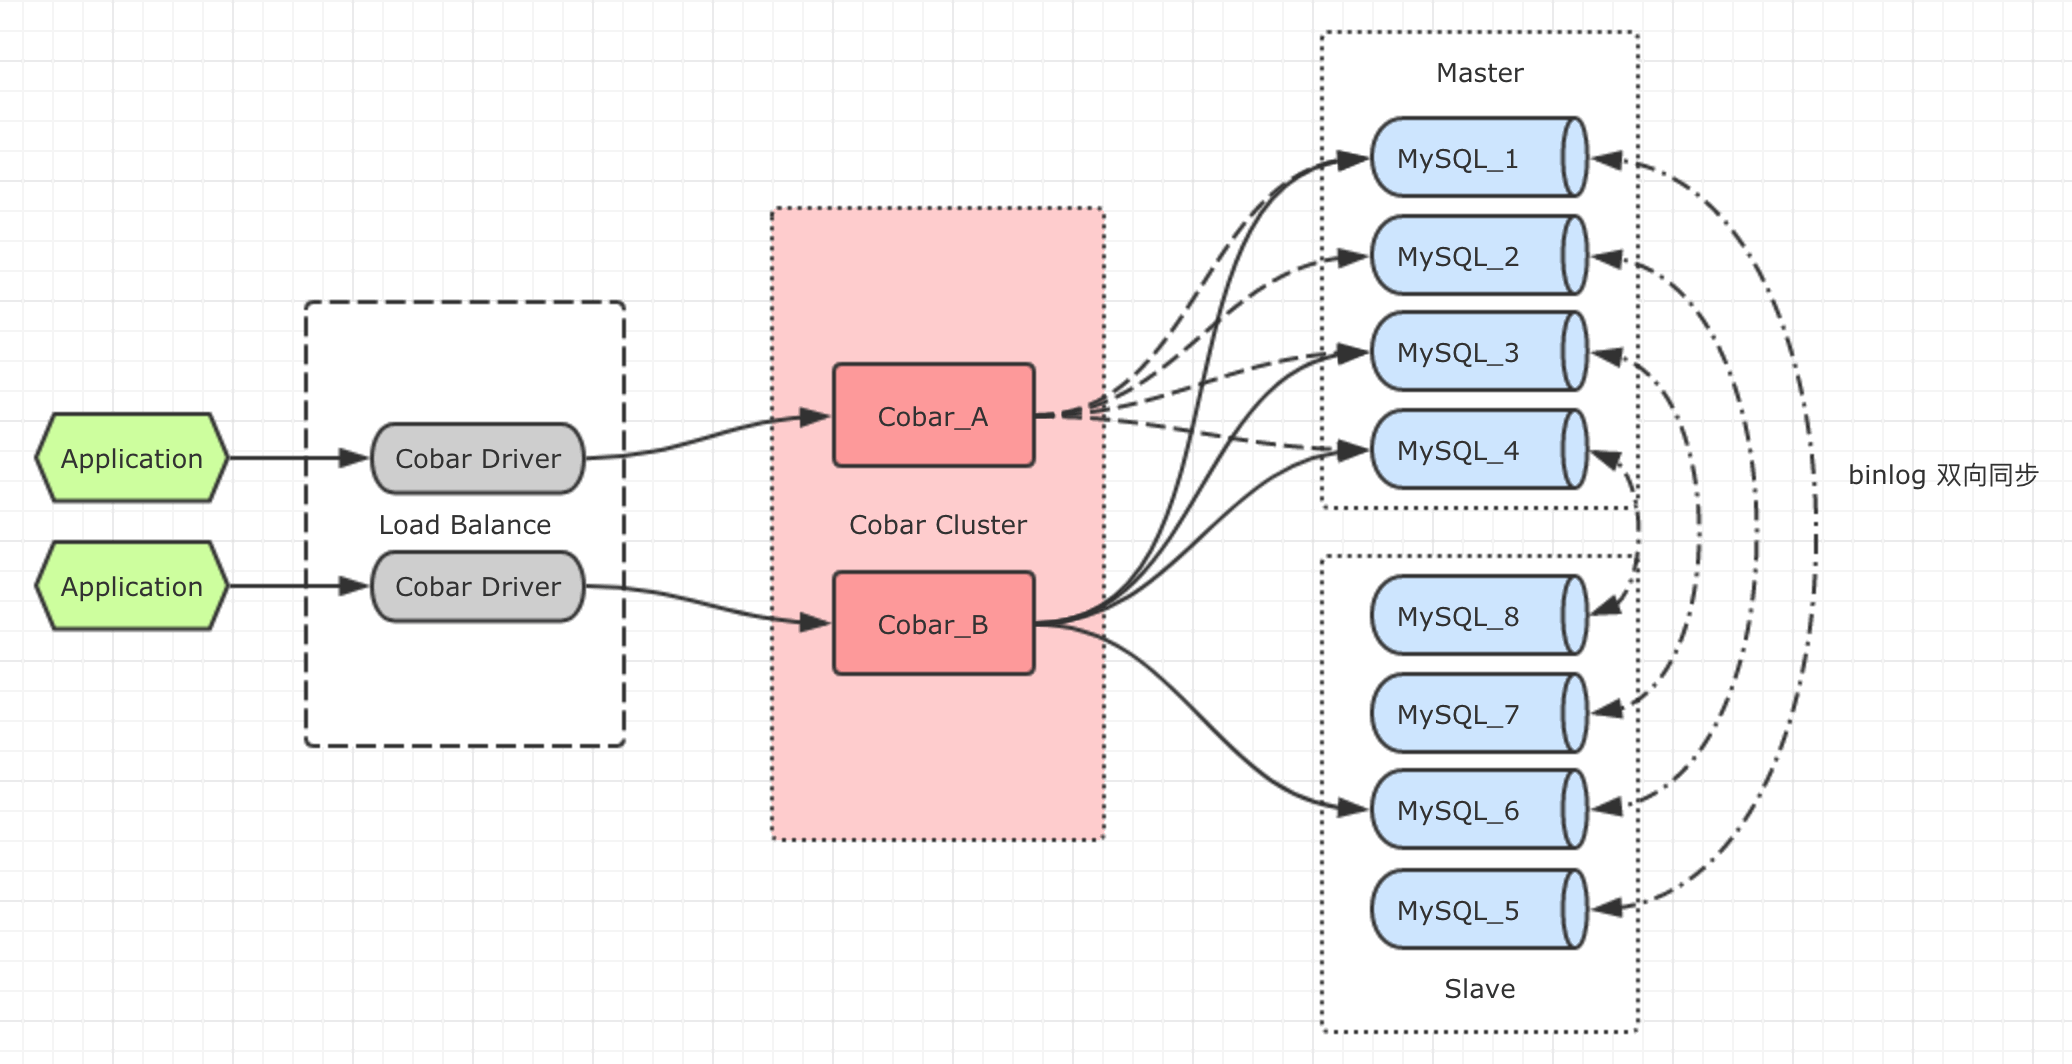 Application
Application
Cobar Driver
Load Balance
Cobar Driver
Cobar_A
Cobar Cluster
Cobar_B
Master
MySQL_1
MySQL_2
MySQL_3
MySQL_4
MySQL_8
MySQL_7
MySQL_6
MySQL_5
Slave
binlog 双向同步